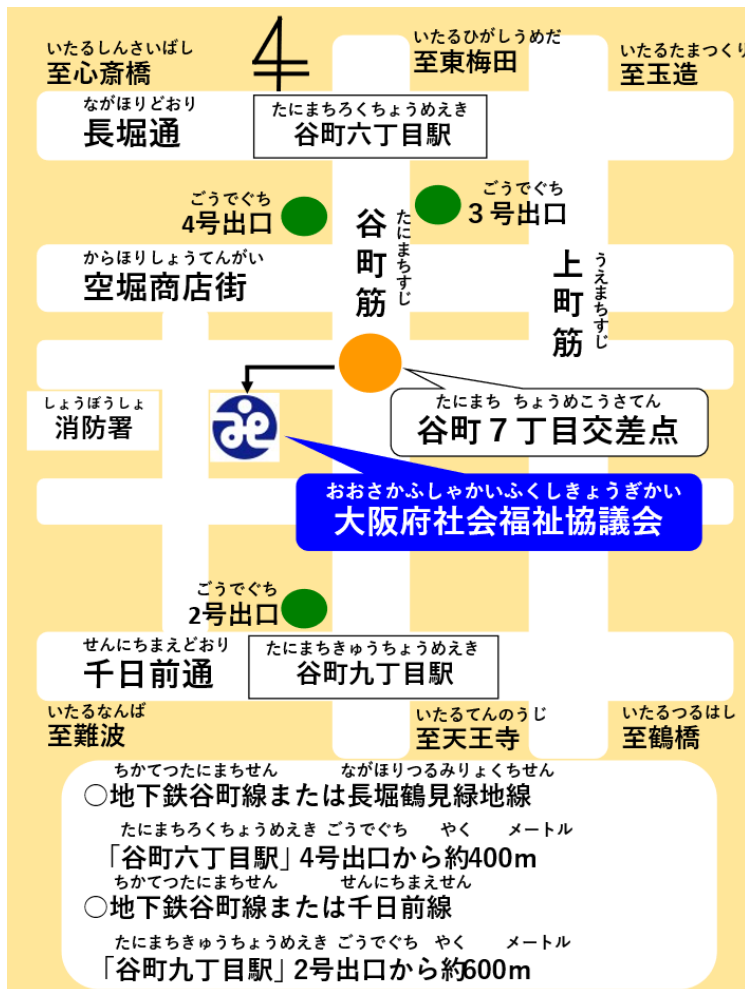 いたるしんさいばし
至心斎橋
いたるひがしうめだ
至東梅田
いたるたまつくり
至玉造
ながほりどおり
長堀通
たにまちろくちょうめえき
谷町六丁目駅
ごうでぐち
4号出口
ごうでぐち
３号出口
谷町筋
たにまちすじ
上町筋
うえまちすじ
からほりしょうてんがい
空堀商店街
しょうぼうしょ
消防署
たにまち ちょうめこうさてん
谷町７丁目交差点
おおさかふしゃかいふくしきょうぎかい
大阪府社会福祉協議会
ごうでぐち
2号出口
せんにちまえどおり
千日前通
たにまちきゅうちょうめえき
谷町九丁目駅
いたるなんば
至難波
いたるてんのうじ
至天王寺
いたるつるはし
至鶴橋
ちかてつたにまちせん ながほりつるみりょくちせん
○地下鉄谷町線または長堀鶴見緑地線
たにまちろくちょうめえき ごうでぐち やく メートル
「谷町六丁目駅」4号出口から約400m
ちかてつたにまちせん せんにちまえせん
○地下鉄谷町線または千日前線
たにまちきゅうちょうめえき ごうでぐち やく メートル
「谷町九丁目駅」2号出口から約600m